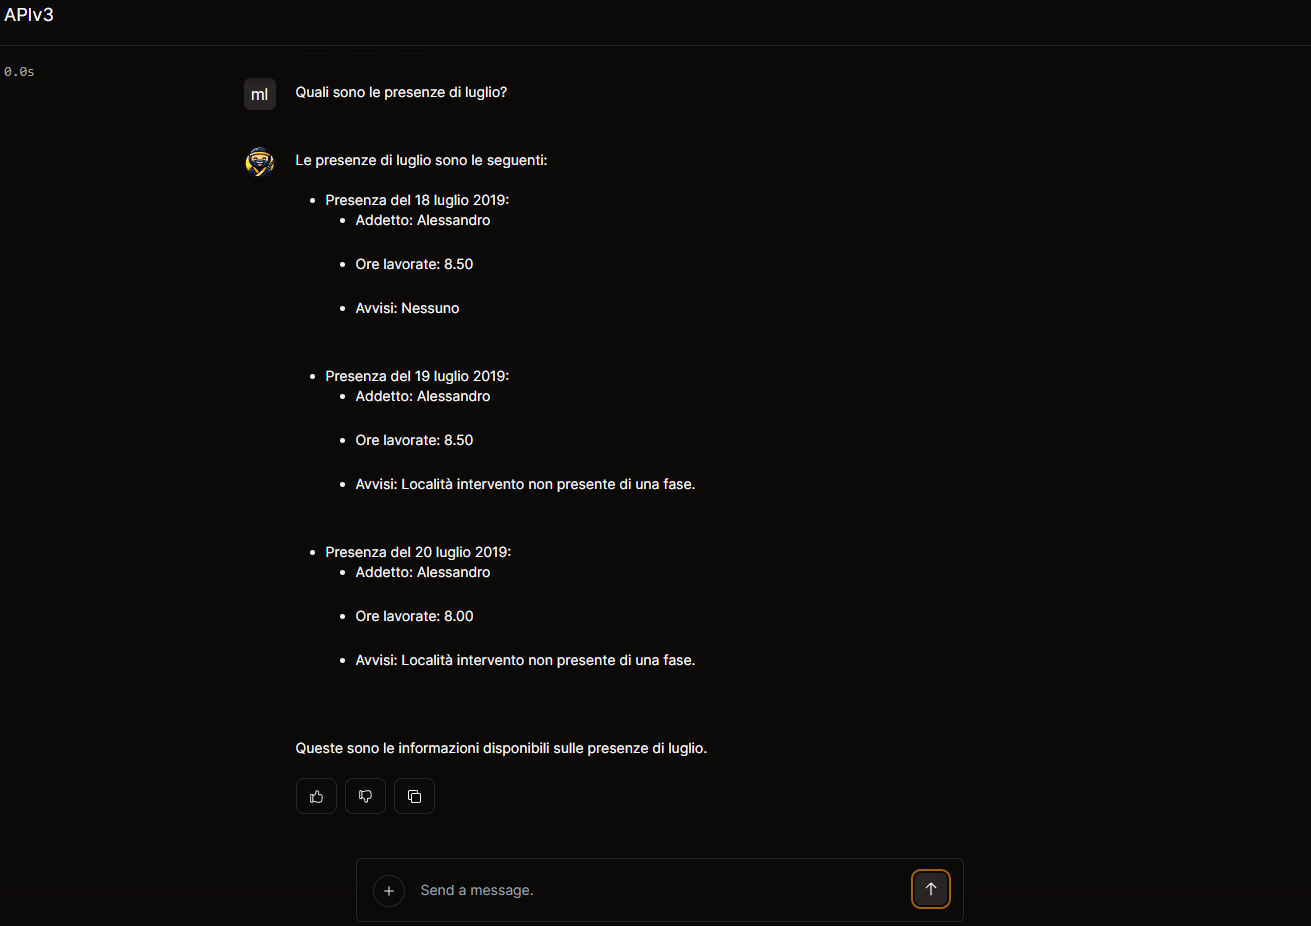 APIv3
0.0s
ml
Quali sono le presenze di luglio?
Le presenze di luglio sono le seguenti:
Presenza del 18 luglio 2019:
Addetto: Alessandro
Ore lavorate: 8.50
Avvisi: Nessuno
Presenza del 19 luglio 2019:
Addetto: Alessandro
Ore lavorate: 8.50
Avvisi: Località intervento non presente di una fase.
Presenza del 20 luglio 2019:
Addetto: Alessandro
Ore lavorate: 8.00
Avvisi: Località intervento non presente di una fase.
Queste sono le informazioni disponibili sulle presenze di luglio.
Send a message.